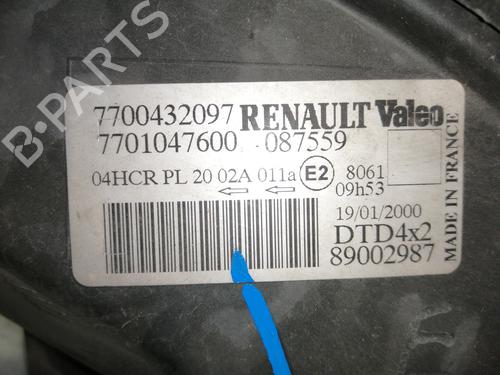 B-PARTS
7700432097 RENAULT Valeo
7701047600 087559
04HCR PL 20 02A 011a E2 8061
09h53
19/01/2000
DTD4x2
89002987
MADE IN FRANCE